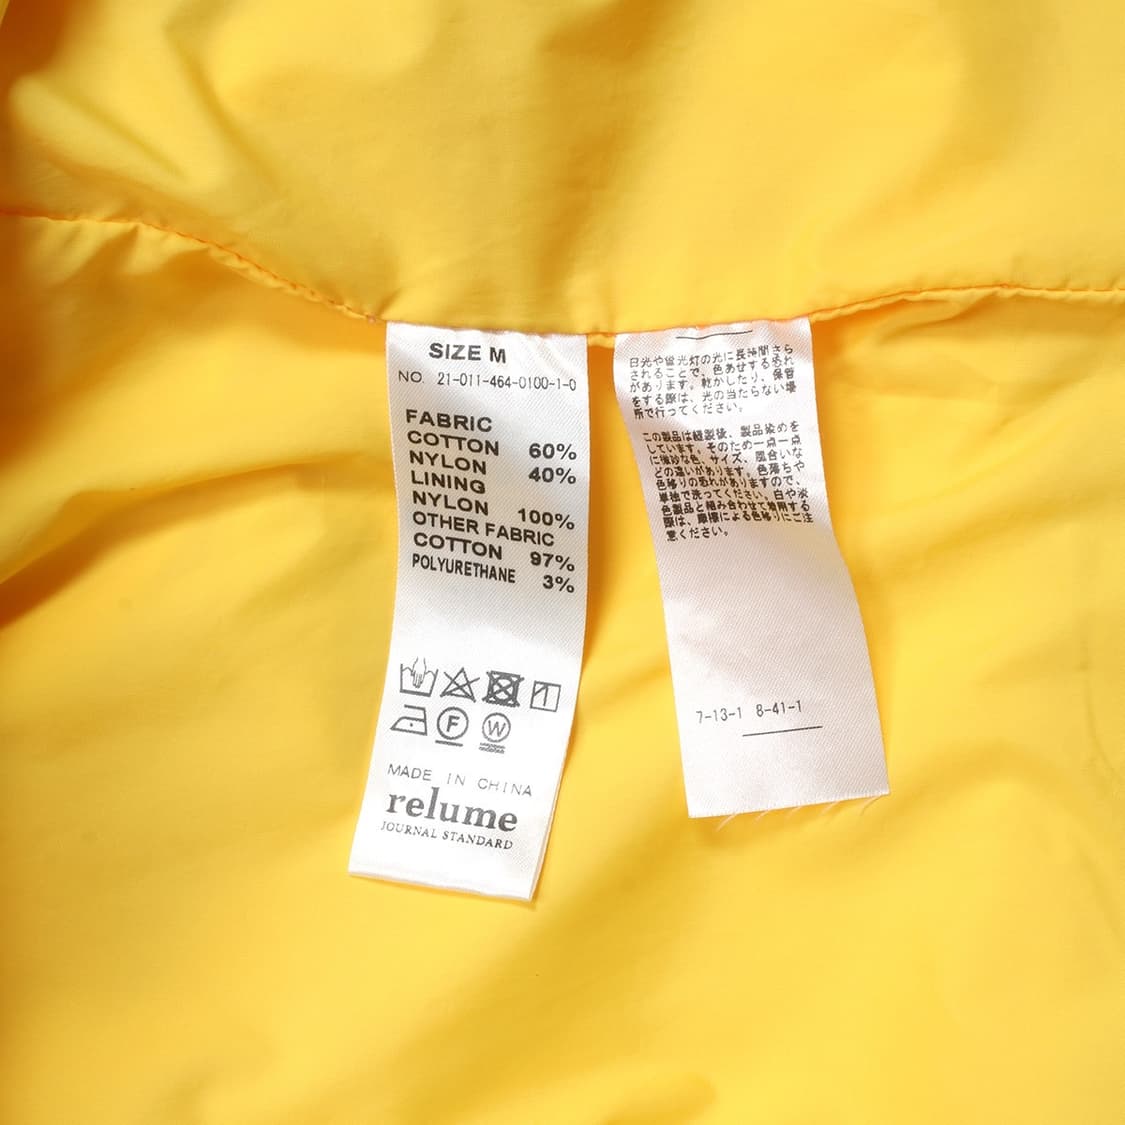 SIZE M
NO. 21-011-464-0100-1-0
FABRIC
COTTON 60%
NYLON 40%
LINING
NYLON 100%
OTHER FABRIC
COTTON 97%
POLYURETHANE 3%
F
W
MADE IN CHINA
relume
JOURNAL STANDARD
日光や蛍光灯の光に長時間さら
されることで、色あせする恐れ
があります。乾かしたり、保管
をする際は、光の当たらない場
所で行ってください。
この製品は縫製後、製品染めを
しています。そのため一点一点
に微妙な色、サイズ、風合いな
どの違いがあります。色落ちや
色移りの恐れがありますので、
単独で洗ってください。白や淡
色製品と組み合わせて着用する
際は、摩擦による色移りにご注
意ください。
7-13-1 8-41-1